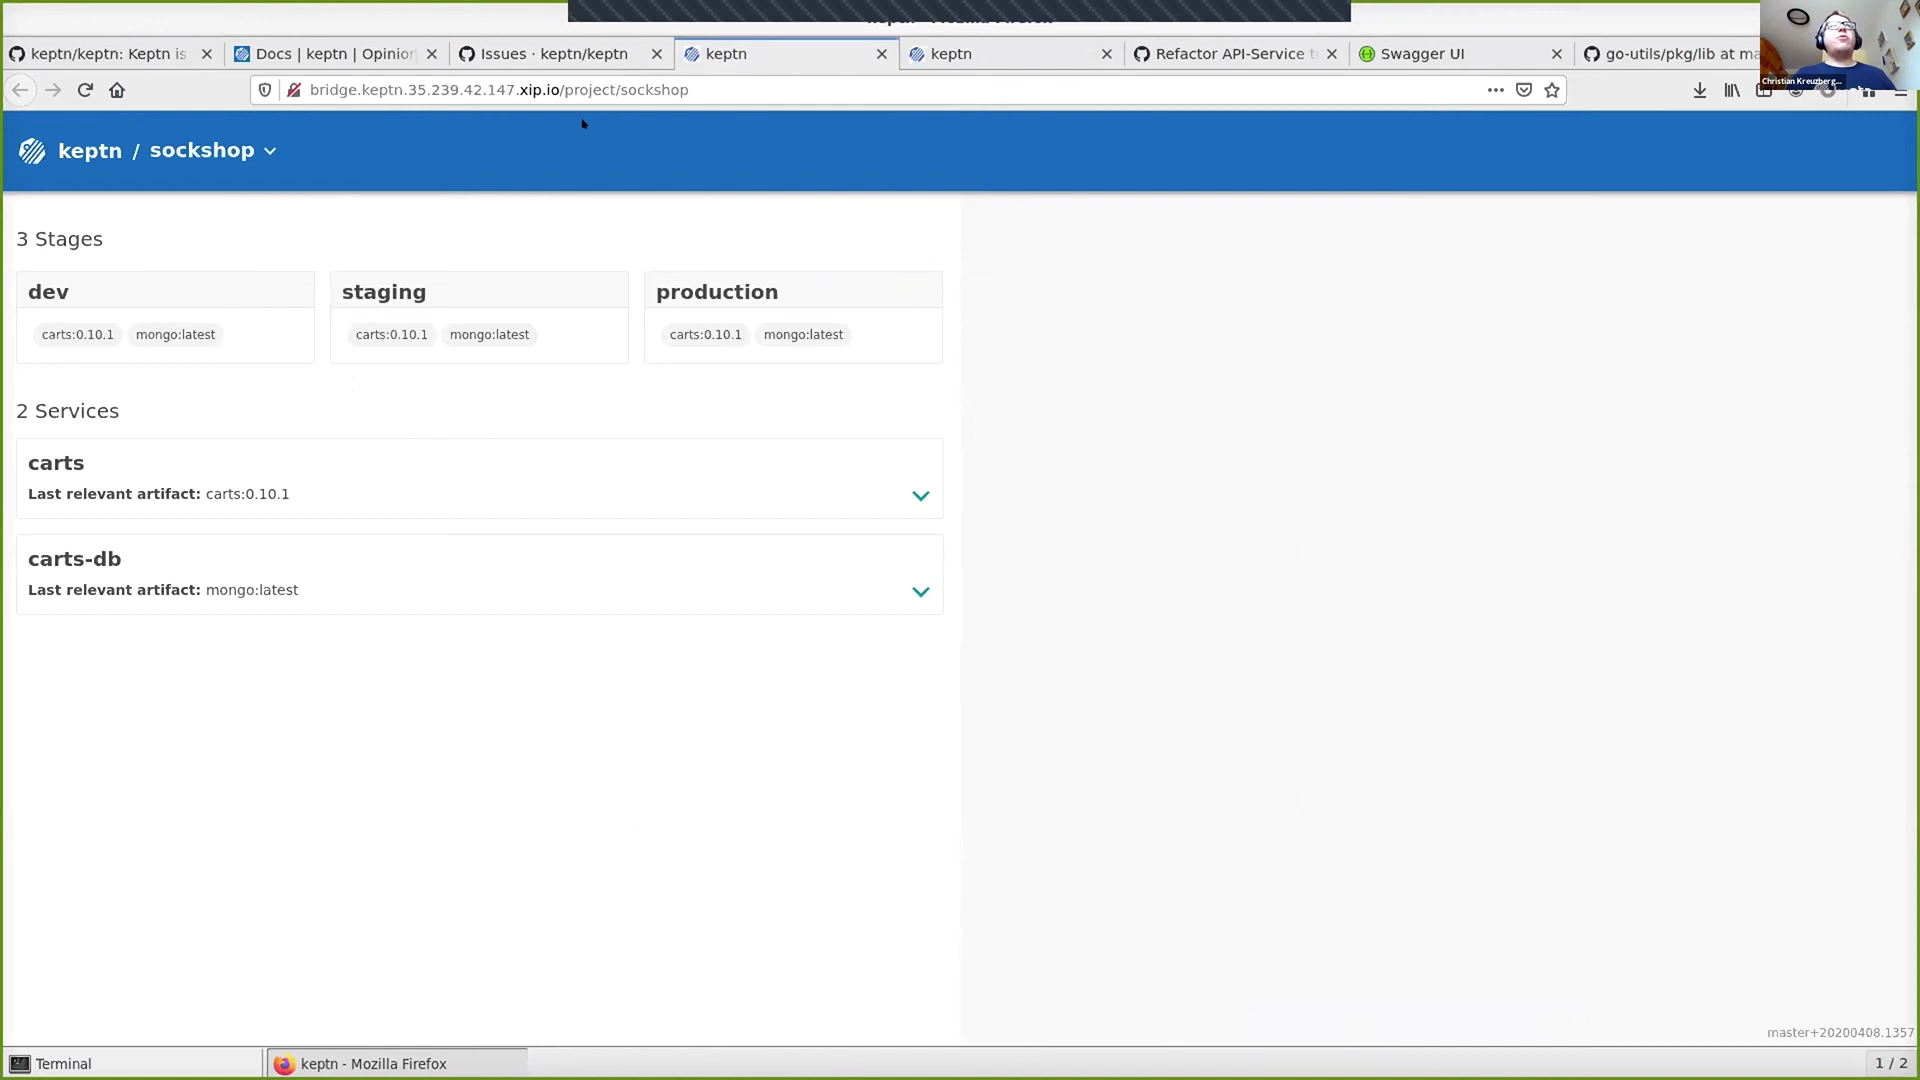 keptn/keptn: Keptn is
Docs | keptn | Opinion
Issues · keptn/keptn
keptn
keptn
Refactor API-Service t
Swagger UI
go-utils/pkg/lib at ma
Christian Kreuzberg...
bridge.keptn.35.239.42.147.xip.io/project/sockshop
keptn / sockshop
3 Stages
dev
staging
production
carts:0.10.1 mongo:latest
carts:0.10.1 mongo:latest
carts:0.10.1 mongo:latest
2 Services
carts
Last relevant artifact: carts:0.10.1
carts-db
Last relevant artifact: mongo:latest
master+20200408.1357
Terminal
keptn - Mozilla Firefox
1 / 2